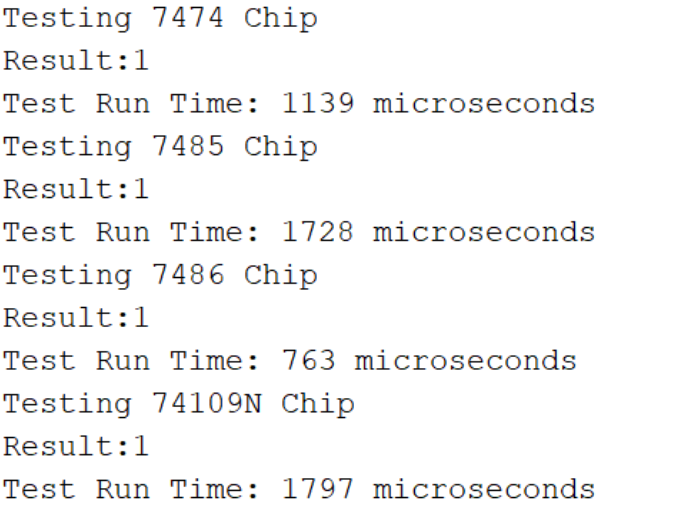 Testing 7474 Chip
Result:1
Test Run Time: 1139 microseconds
Testing 7485 Chip
Result:1
Test Run Time: 1728 microseconds
Testing 7486 Chip
Result:1
Test Run Time: 763 microseconds
Testing 74109N Chip
Result:1
Test Run Time: 1797 microseconds